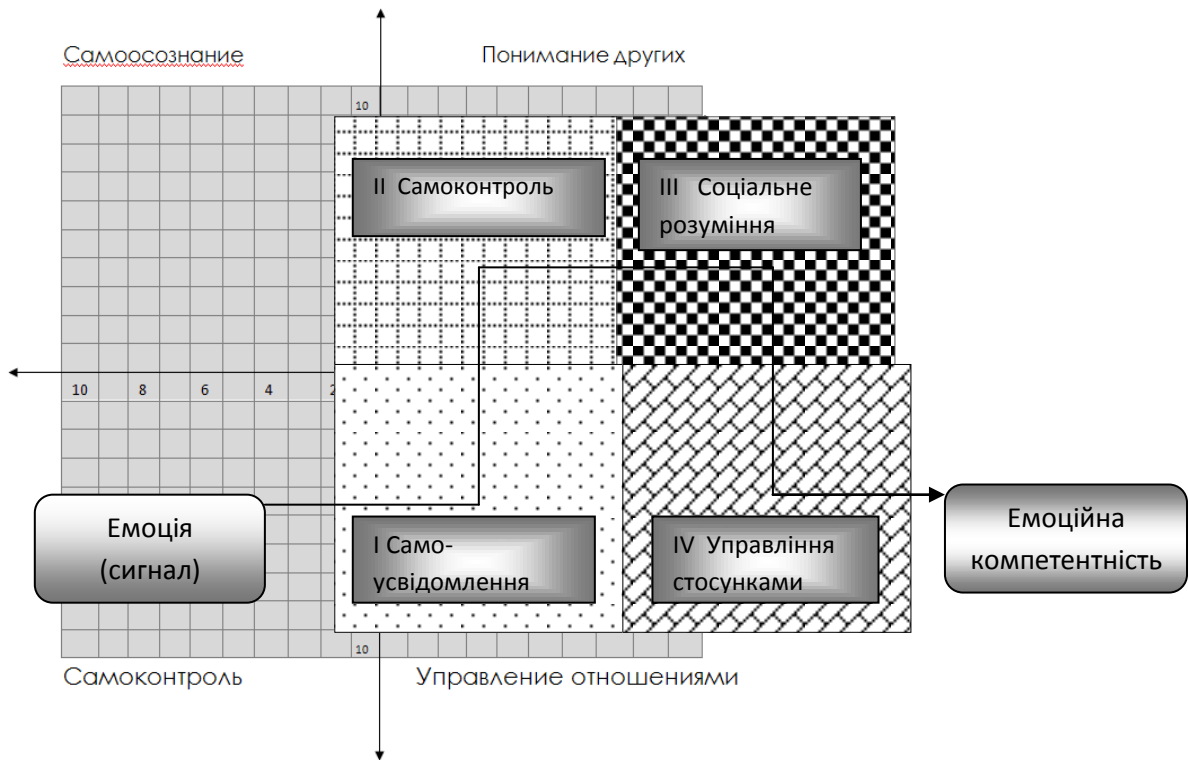 Самоосознание
Понимание других
10
II Самоконтроль
III Соціальне
розуміння
10 8 6 4 2
Емоція
(сигнал)
I Само-
усвідомлення
IV Управління
стосунками
Емоційна
компетентність
10
Самоконтроль
Управление отношениями